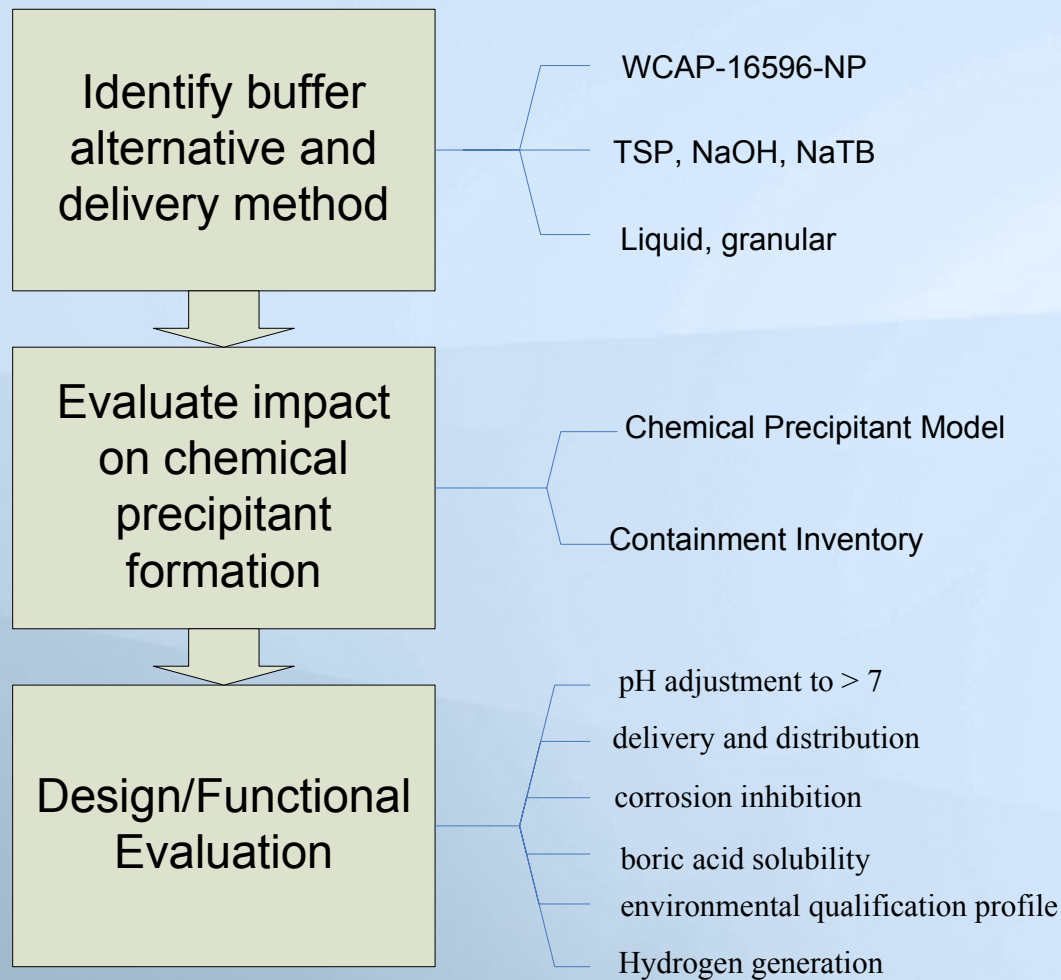 Identify buffer
alternative and
delivery method
WCAP-16596-NP
TSP, NaOH, NaTB
Liquid, granular
Evaluate impact
on chemical
precipitant
formation
Chemical Precipitant Model
Containment Inventory
Design/Functional
Evaluation
pH adjustment to > 7
delivery and distribution
corrosion inhibition
boric acid solubility
environmental qualification profile
Hydrogen generation